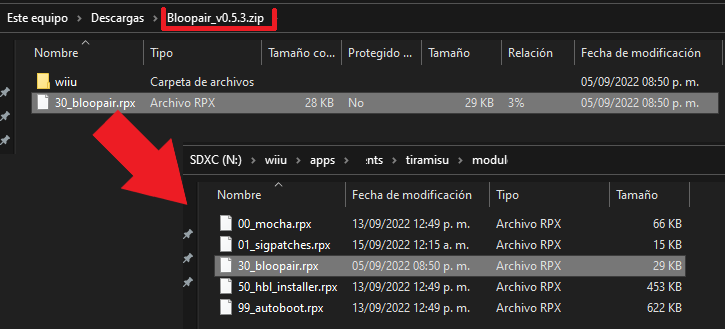 Este equipo > Descargas > Bloopair_v0.5.3.zip
Nombre Tipo Tamaño co... Protegido ... Tamaño Relación Fecha de modificación
wiiu Carpeta de archivos 05/09/2022 08:50 p. m.
30_bloopair.rpx Archivo RPX 28 KB No 29 KB 3% 05/09/2022 08:50 p. m.
SDXC (N:) > wiiu > apps > ents > tiramisu > module
Nombre Fecha de modificación Tipo Tamaño
00_mocha.rpx 13/09/2022 12:49 p. m. Archivo RPX 66 KB
01_sigpatches.rpx 15/09/2022 12:15 a. m. Archivo RPX 15 KB
30_bloopair.rpx 05/09/2022 08:50 p. m. Archivo RPX 29 KB
50_hbl_installer.rpx 13/09/2022 12:49 p. m. Archivo RPX 453 KB
99_autoboot.rpx 13/09/2022 12:49 p. m. Archivo RPX 622 KB